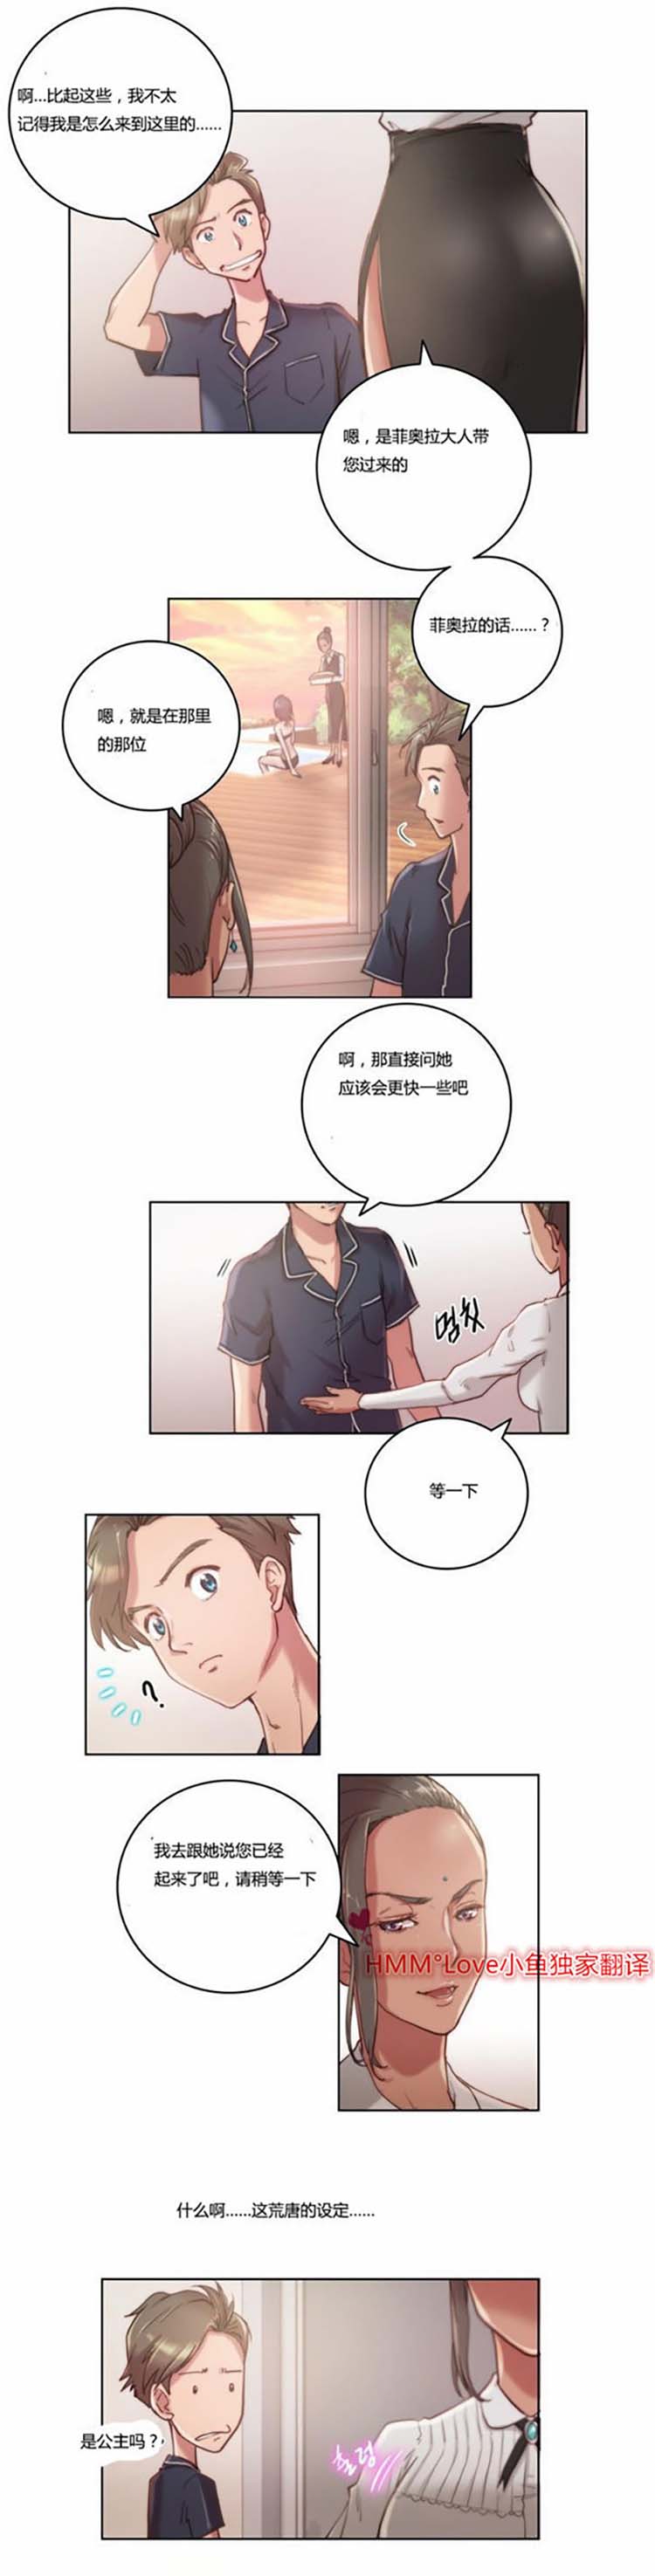 啊...比起这些，我不太
记得我是怎么来到这里的......
嗯，是菲奥拉大人带
您过来的
菲奥拉的话......？
嗯，就是在那里
的那位
啊，那直接问她
应该会更快一些吧
멈칫
等一下
?
我去跟她说您已经
起来了吧，请稍等一下
HMM°Love小鱼独家翻译
什么啊......这荒唐的设定......
是公主吗？
출렁